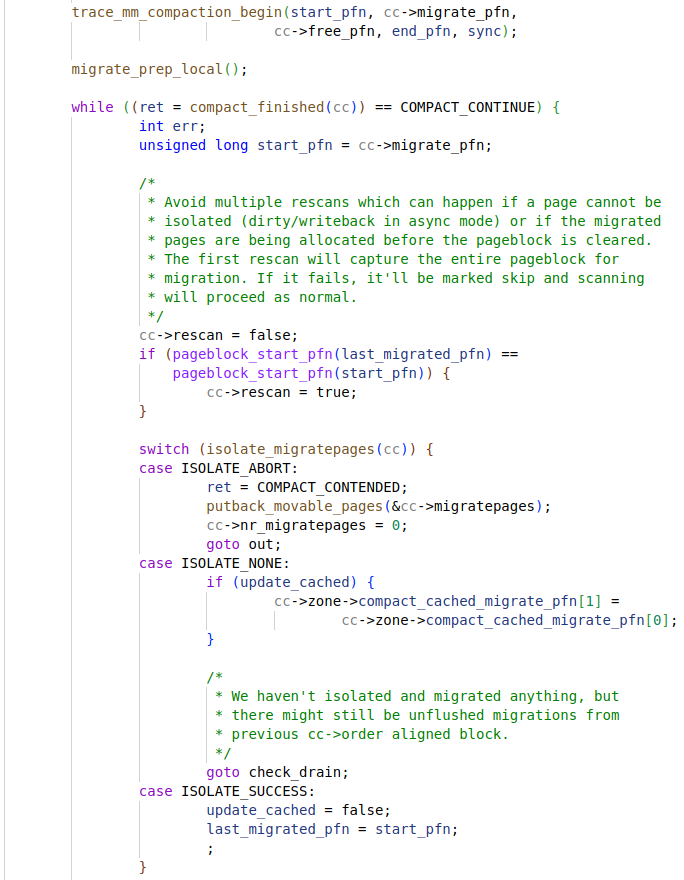 trace_mm_compaction_begin(start_pfn, cc->migrate_pfn,
cc->free_pfn, end_pfn, sync);
migrate_prep_local();
while ((ret = compact_finished(cc)) == COMPACT_CONTINUE) {
int err;
unsigned long start_pfn = cc->migrate_pfn;
/*
* Avoid multiple rescans which can happen if a page cannot be
* isolated (dirty/writeback in async mode) or if the migrated
* pages are being allocated before the pageblock is cleared.
* The first rescan will capture the entire pageblock for
* migration. If it fails, it'll be marked skip and scanning
* will proceed as normal.
*/
cc->rescan = false;
if (pageblock_start_pfn(last_migrated_pfn) ==
pageblock_start_pfn(start_pfn)) {
cc->rescan = true;
}
switch (isolate_migratepages(cc)) {
case ISOLATE_ABORT:
ret = COMPACT_CONTENDED;
putback_movable_pages(&cc->migratepages);
cc->nr_migratepages = 0;
goto out;
case ISOLATE_NONE:
if (update_cached) {
cc->zone->compact_cached_migrate_pfn[1] =
cc->zone->compact_cached_migrate_pfn[0];
}
/*
* We haven't isolated and migrated anything, but
* there might still be unflushed migrations from
* previous cc->order aligned block.
*/
goto check_drain;
case ISOLATE_SUCCESS:
update_cached = false;
last_migrated_pfn = start_pfn;
;
}